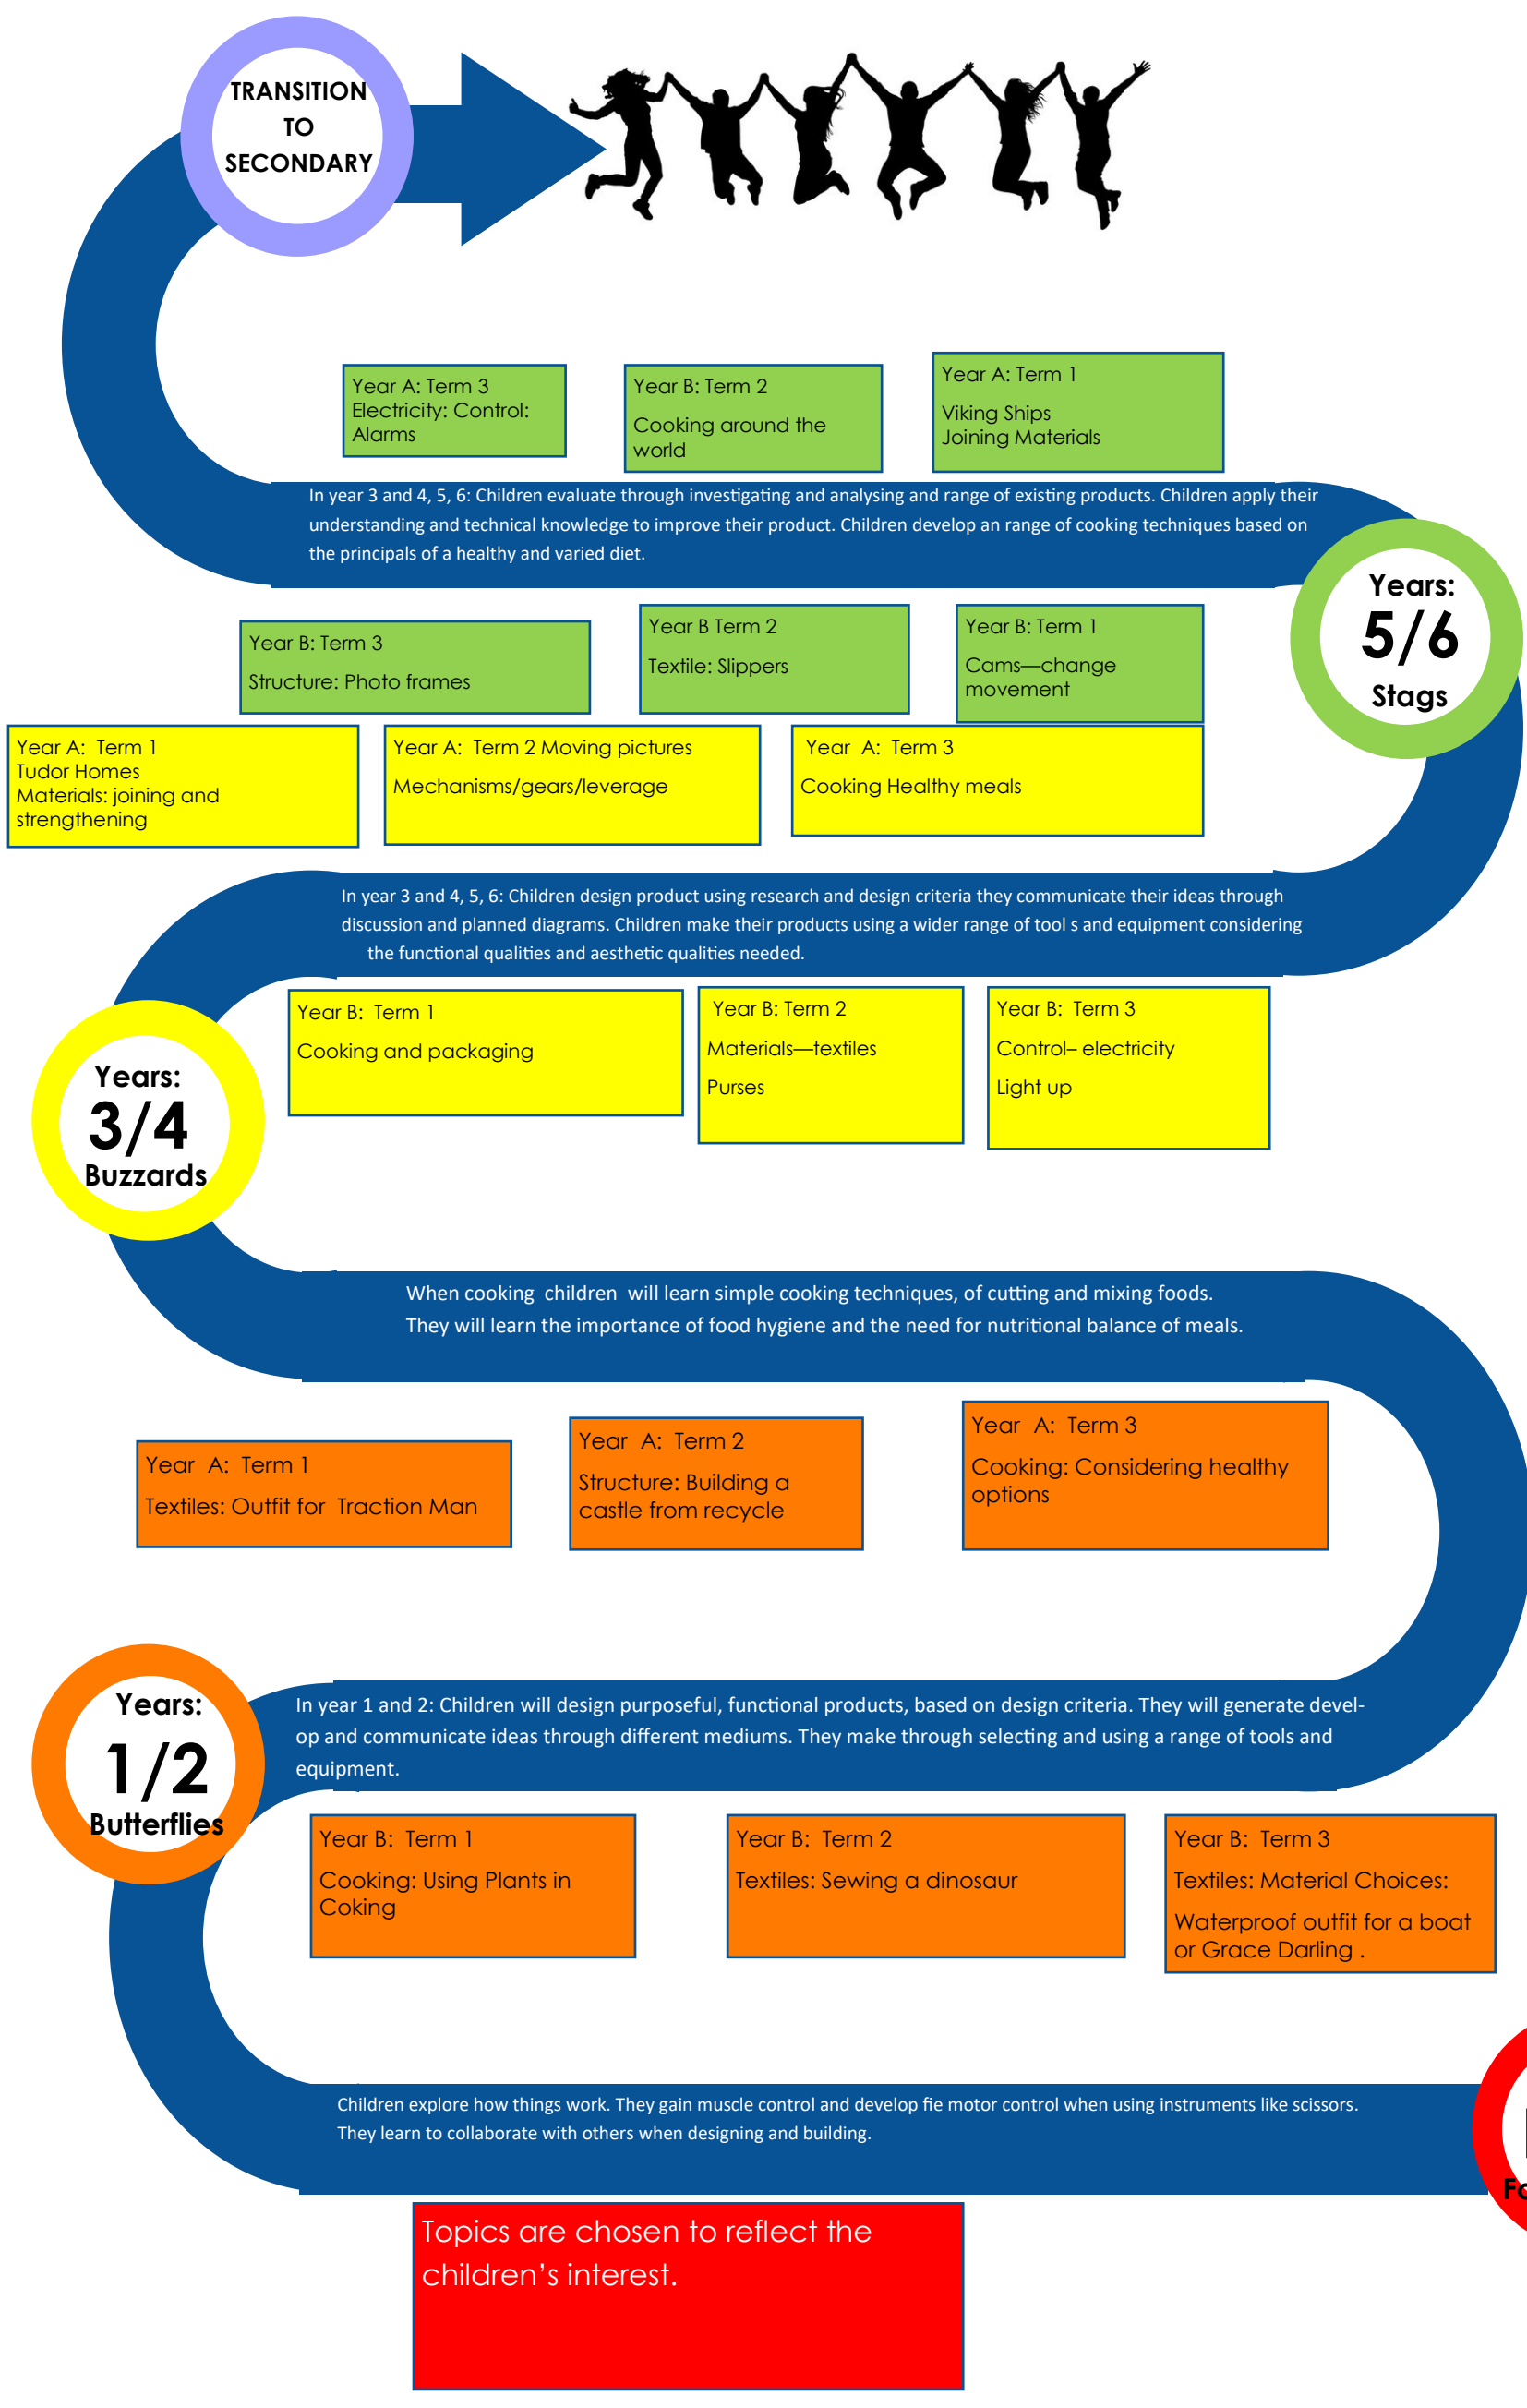 TRANSITION
TO
SECONDARY
Year A: Term 3
Electricity: Control:
Alarms
Year B: Term 2
Cooking around the
world
Year A: Term 1
Viking Ships
Joining Materials
In year 3 and 4, 5, 6: Children evaluate through investigating and analysing and range of existing products. Children apply their
understanding and technical knowledge to improve their product. Children develop an range of cooking techniques based on
the principals of a healthy and varied diet.
Years:
5/6
Stags
Year B: Term 3
Structure: Photo frames
Year B Term 2
Textile: Slippers
Year B: Term 1
Cams—change
movement
Year A: Term 1
Tudor Homes
Materials: joining and
strengthening
Year A: Term 2 Moving pictures
Mechanisms/gears/leverage
Year A: Term 3
Cooking Healthy meals
In year 3 and 4, 5, 6: Children design product using research and design criteria they communicate their ideas through
discussion and planned diagrams. Children make their products using a wider range of tool s and equipment considering
the functional qualities and aesthetic qualities needed.
Years:
3/4
Buzzards
Year B: Term 1
Cooking and packaging
Year B: Term 2
Materials—textiles
Purses
Year B: Term 3
Control– electricity
Light up
When cooking children will learn simple cooking techniques, of cutting and mixing foods.
They will learn the importance of food hygiene and the need for nutritional balance of meals.
Year A: Term 1
Textiles: Outfit for Traction Man
Year A: Term 2
Structure: Building a
castle from recycle
Year A: Term 3
Cooking: Considering healthy
options
Years:
1/2
Butterflies
In year 1 and 2: Children will design purposeful, functional products, based on design criteria. They will generate devel-
op and communicate ideas through different mediums. They make through selecting and using a range of tools and
equipment.
Year B: Term 1
Cooking: Using Plants in
Coking
Year B: Term 2
Textiles: Sewing a dinosaur
Year B: Term 3
Textiles: Material Choices:
Waterproof outfit for a boat
or Grace Darling .
Children explore how things work. They gain muscle control and develop fie motor control when using instruments like scissors.
They learn to collaborate with others when designing and building.
Topics are chosen to reflect the
children's interest.